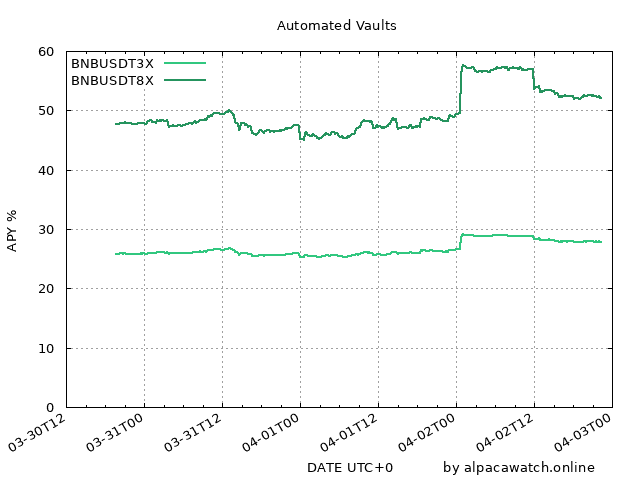 Automated Vaults
BNBUSDT3X
BNBUSDT8X
APY %
60
50
40
30
20
10
0
03-30T12
03-31T00
03-31T12
04-01T00
04-01T12
04-02T00
04-02T12
04-03T00
DATE UTC+0
by alpacawatch.online